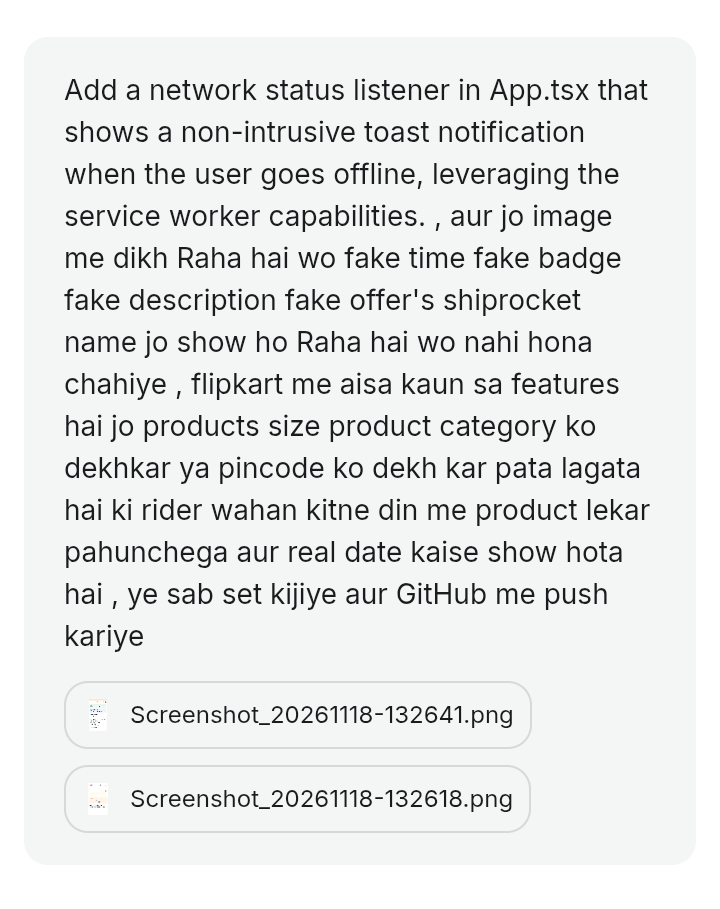 Add a network status listener in App.tsx that
shows a non-intrusive toast notification
when the user goes offline, leveraging the
service worker capabilities. , aur jo image
me dikh Raha hai wo fake time fake badge
fake description fake offer's shiprocket
name jo show ho Raha hai wo nahi hona
chahiye , flipkart me aisa kaun sa features
hai jo products size product category ko
dekhkar ya pincode ko dekh kar pata lagata
hai ki rider wahan kitne din me product lekar
pahunchega aur real date kaise show hota
hai , ye sab set kijiye aur GitHub me push
kariye
Screenshot_20261118-132641.png
Screenshot_20261118-132618.png